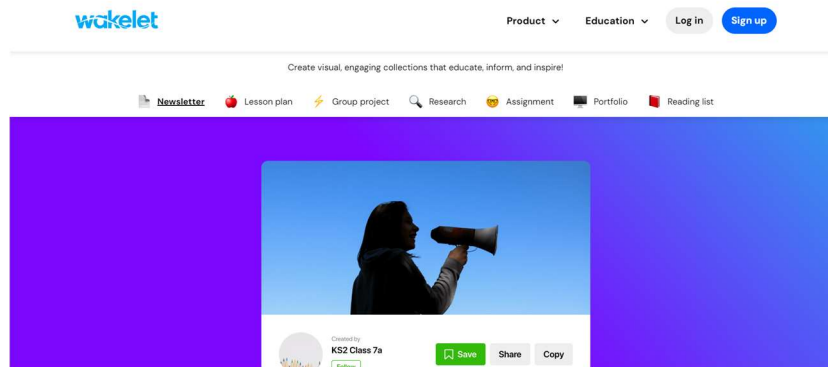 wakelet
Product Education Log in Sign up
Create visual, engaging collections that educate, inform, and inspire!
Newsletter Lesson plan Group project Research Assignment Portfolio Reading list
Created by
KS2 Class 7a
Save Share Copy
Follow